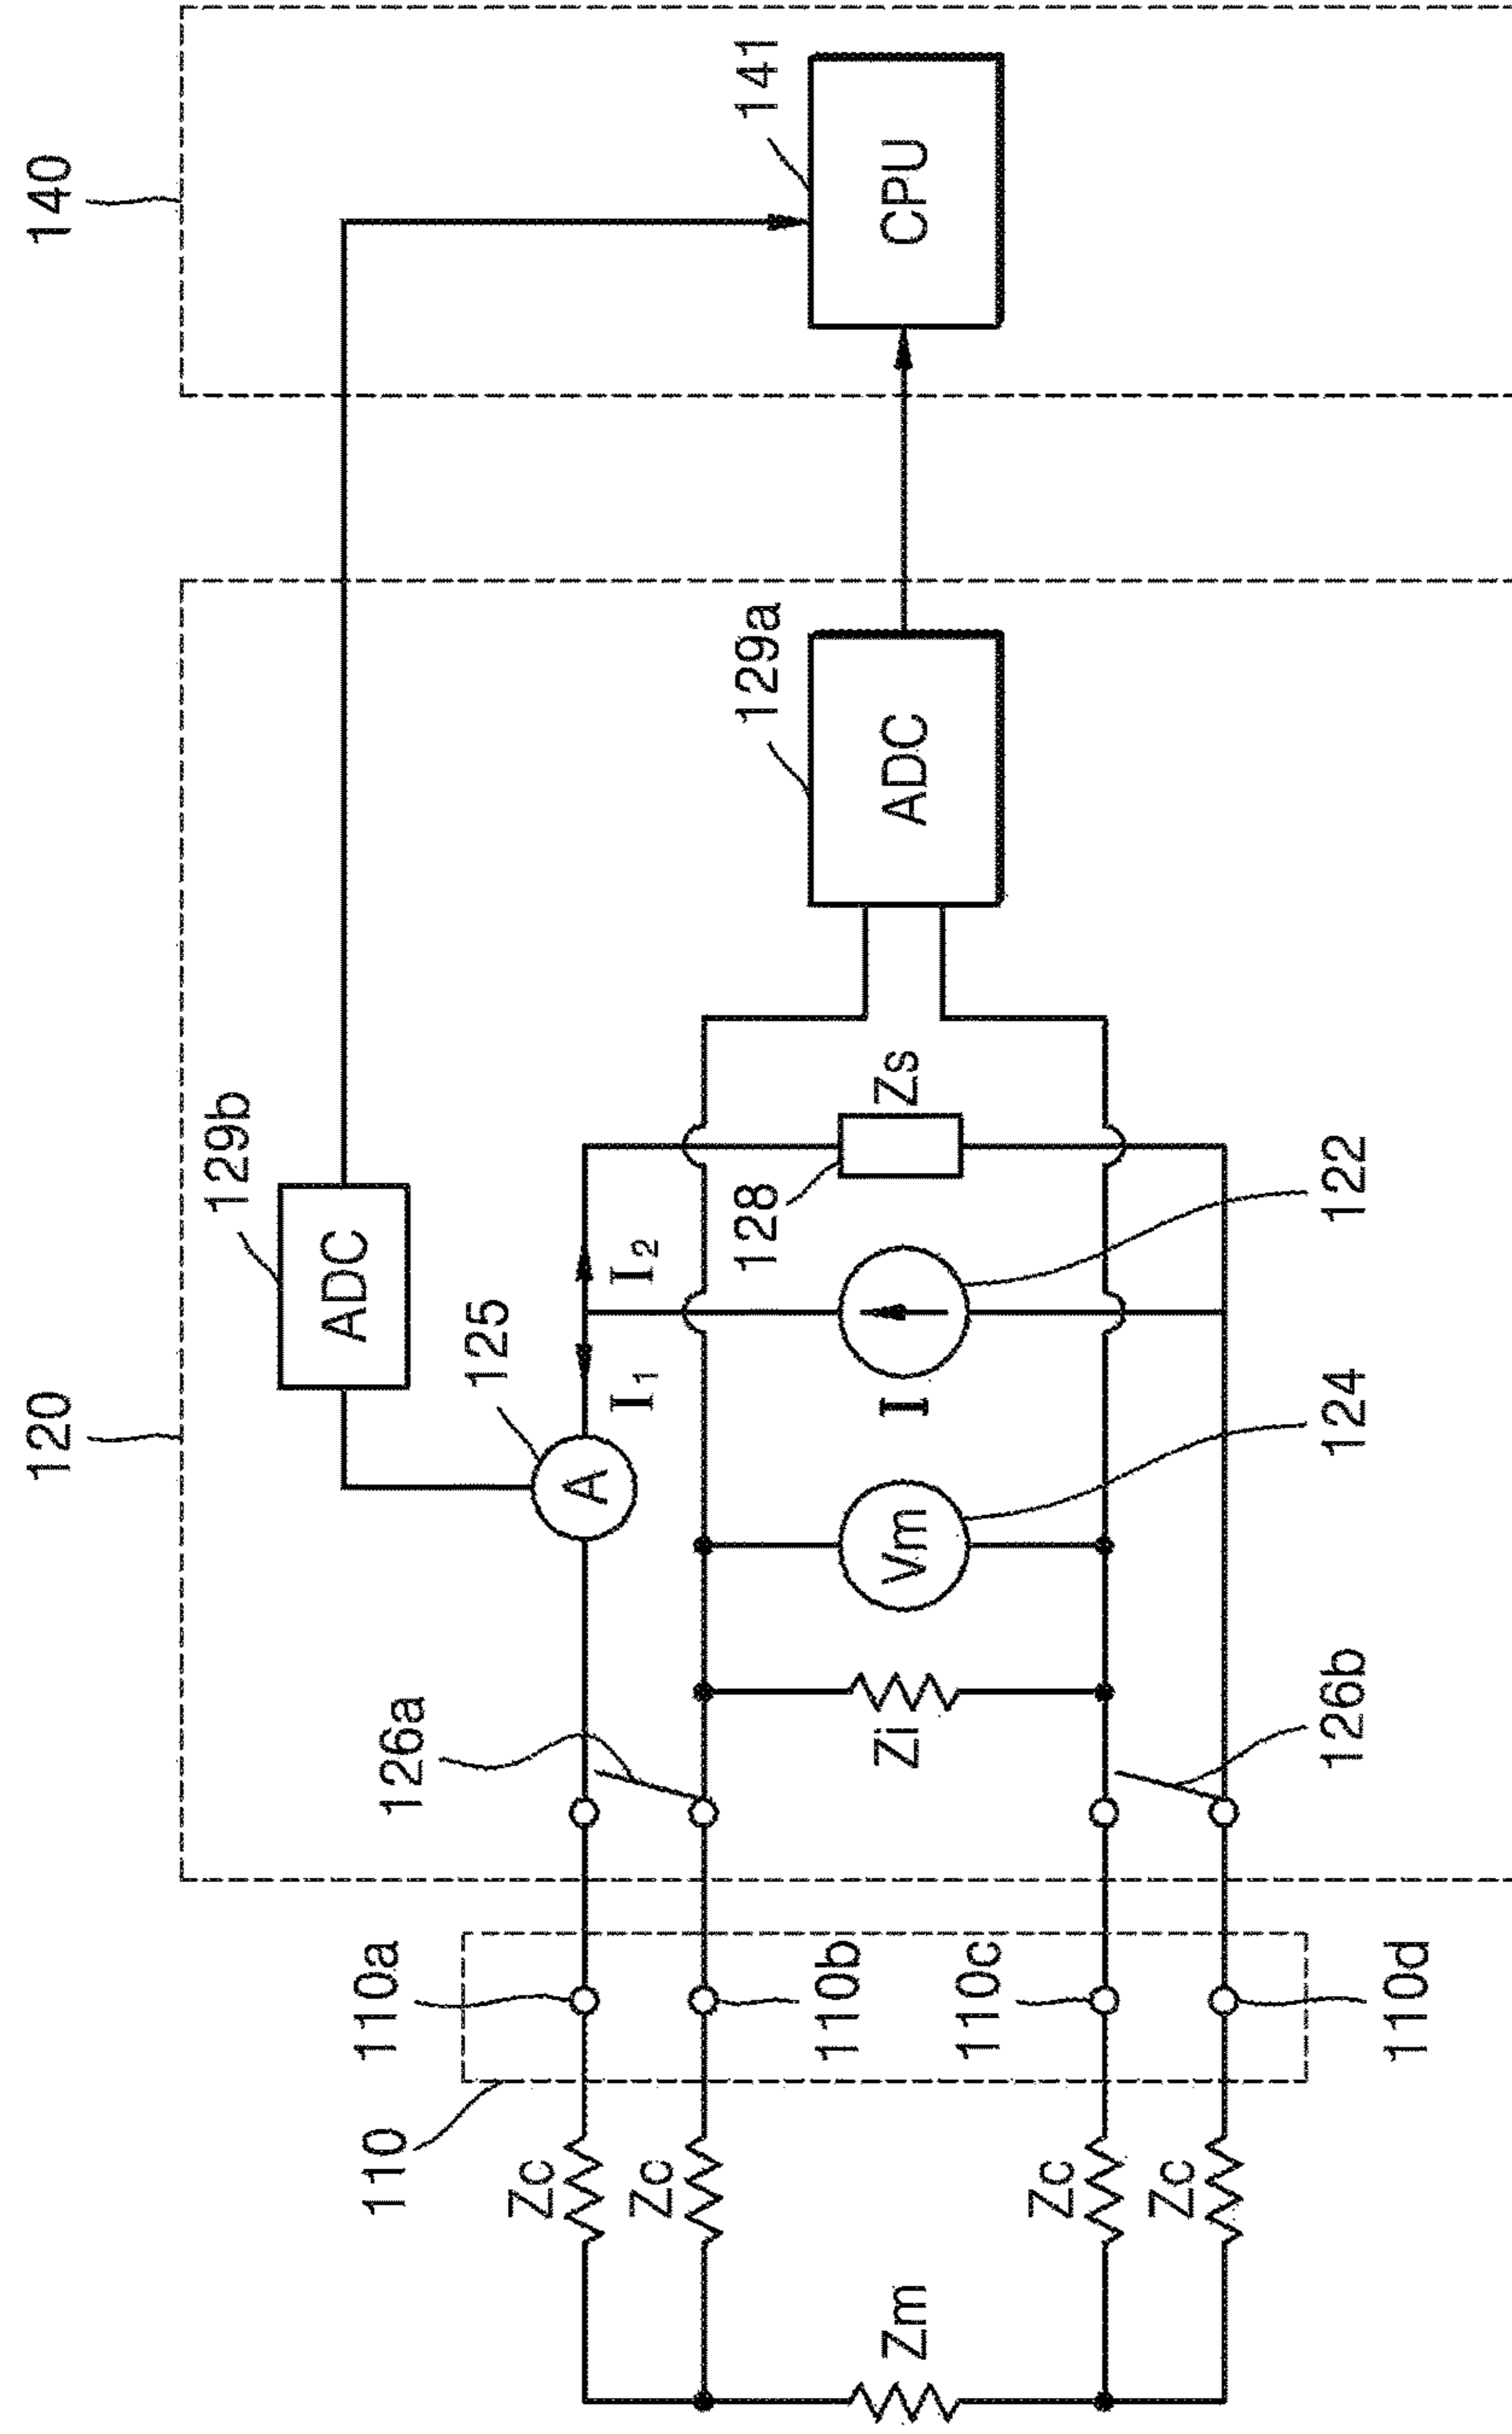 140
141
CPU
120
129b
ADC
129a
ADC
125
A
I₁
I₂
128
Zs
I
122
Vm
124
Zi
126a
126b
110
110a
110b
110c
110d
Zc
Zc
Zc
Zc
Zm